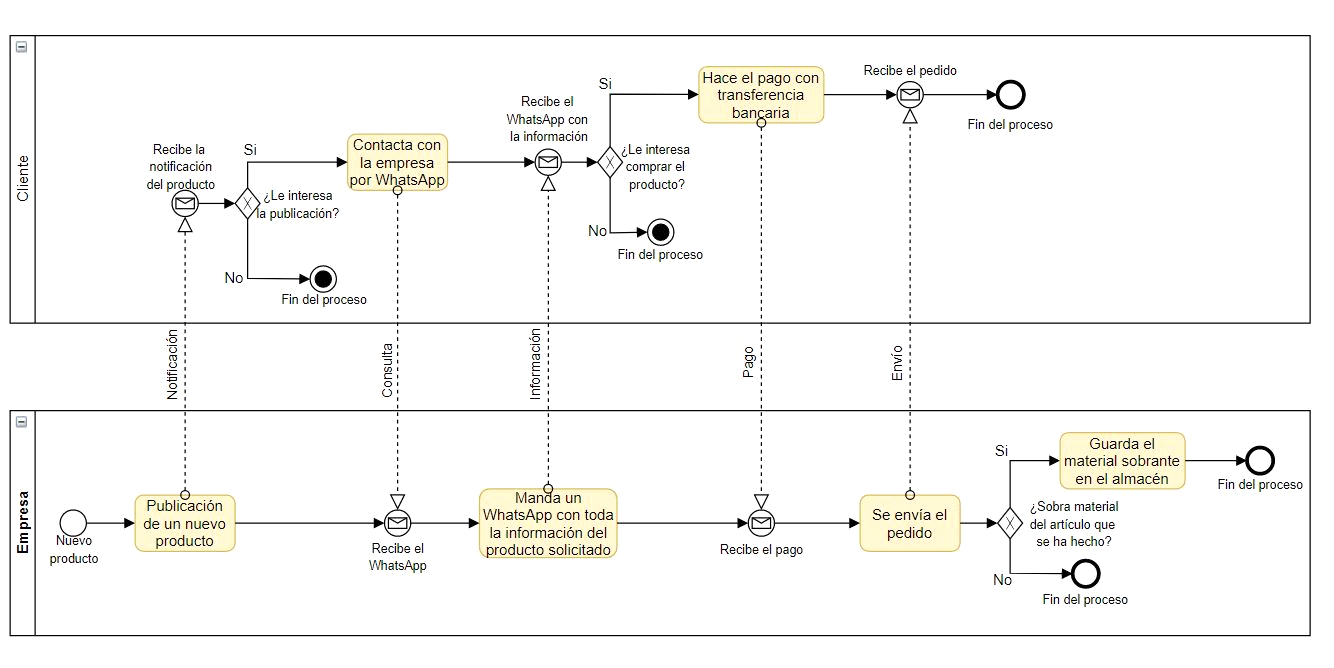 Cliente
Recibe la
notificación
del producto
Si
¿Le interesa
la publicación?
No
Fin del proceso
Contacta con
la empresa
por WhatsApp
Recibe el
WhatsApp con
la información
Si
¿Le interesa
comprar el
producto?
No
Fin del proceso
Hace el pago con
transferencia
bancaria
Recibe el pedido
Fin del proceso
Notificación
Consulta
Información
Pago
Envío
Empresa
Nuevo
producto
Publicación
de un nuevo
producto
Recibe el
WhatsApp
Manda un
WhatsApp con toda
la información del
producto solicitado
Recibe el pago
Se envía el
pedido
Si
¿Sobra material
del artículo que
se ha hecho?
No
Fin del proceso
Guarda el
material sobrante
en el almacén
Fin del proceso